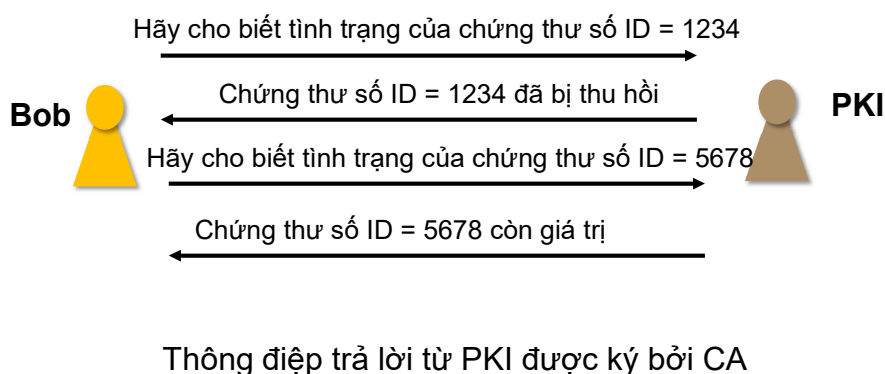 Hãy cho biết tình trạng của chứng thư số ID = 1234
Chứng thư số ID = 1234 đã bị thu hồi
Bob
PKI
Hãy cho biết tình trạng của chứng thư số ID = 5678
Chứng thư số ID = 5678 còn giá trị
Thông điệp trả lời từ PKI được ký bởi CA